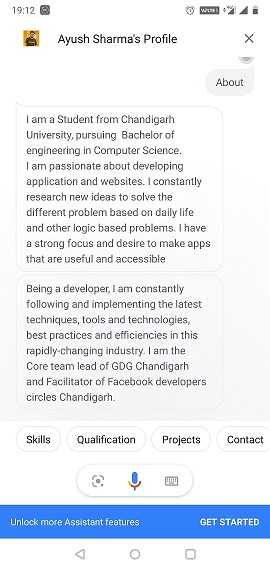 19:12
Ayush Sharma's Profile
About
I am a Student from Chandigarh
University, pursuing  Bachelor of
engineering in Computer Science.
I am passionate about developing
application and websites. I constantly
research new ideas to solve the
different problem based on daily life
and other logic based problems. I have
a strong focus and desire to make apps
that are useful and accessible
Being a developer, I am constantly
following and implementing the latest
techniques, tools and technologies,
best practices and efficiencies in this
rapidly-changing industry. I am the
Core team lead of GDG Chandigarh
and Facilitator of Facebook developers
circles Chandigarh.
Skills Qualification Projects Contact
Unlock more Assistant features GET STARTED